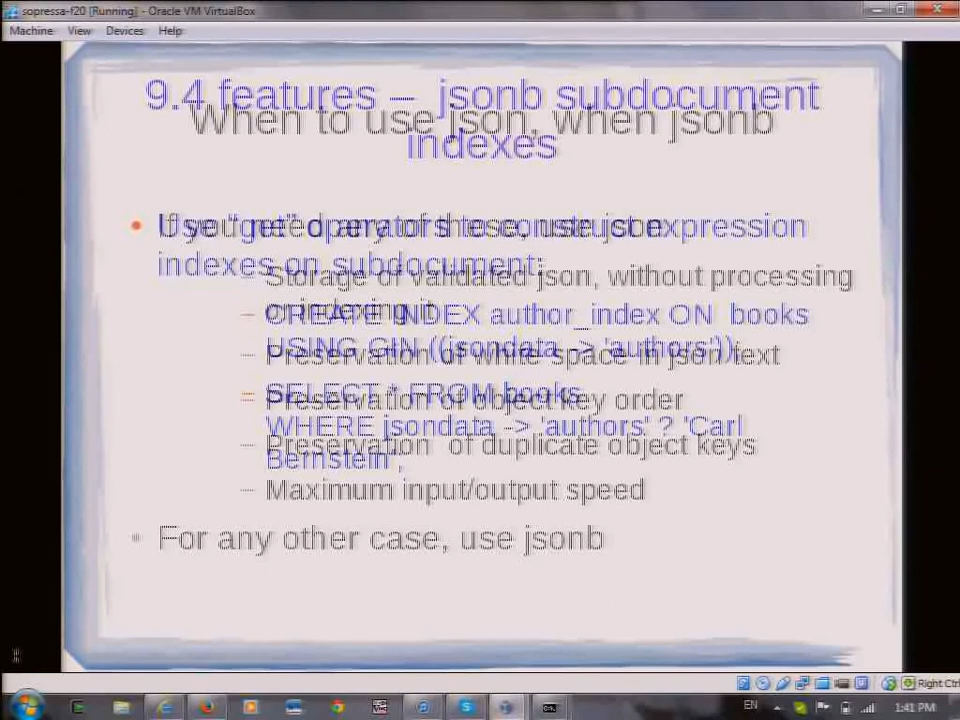 sopressa-f20 [Running] - Oracle VM VirtualBox
Machine View Devices Help
9.4 features – jsonb subdocument
indexes
When to use json, when jsonb
Use "get" operators to construct expression
indexes on subdocument:
– CREATE INDEX author_index ON books
USING GIN ((jsondata -> 'authors'));
– SELECT * FROM books
WHERE jsondata -> 'authors' ? 'Carl
Bernstein';
If you need any of these, use json
– Storage of validated json, without processing
or indexing it
– Preservation of white space in json text
– Preservation of object key order
– Preservation of duplicate object keys
– Maximum input/output speed
• For any other case, use jsonb
Right Ctrl
EN 1:41 PM